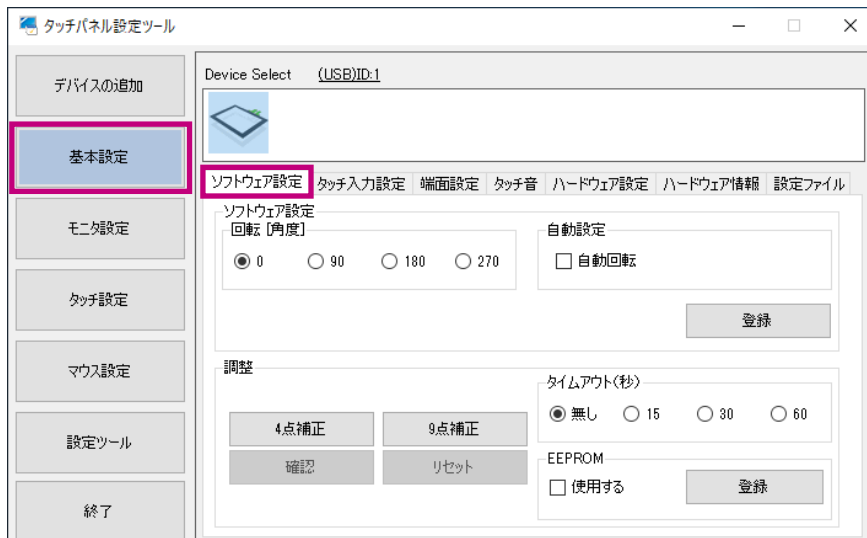 タッチパネル設定ツール
デバイスの追加
基本設定
モニタ設定
タッチ設定
マウス設定
設定ツール
終了
Device Select (USB)ID:1
ソフトウェア設定 タッチ入力設定 端面設定 タッチ音 ハードウェア設定 ハードウェア情報 設定ファイル
ソフトウェア設定
回転 [角度]
0 90 180 270
自動設定
自動回転
登録
調整
4点補正 9点補正
確認 リセット
タイムアウト(秒)
無し 15 30 60
EEPROM
使用する 登録